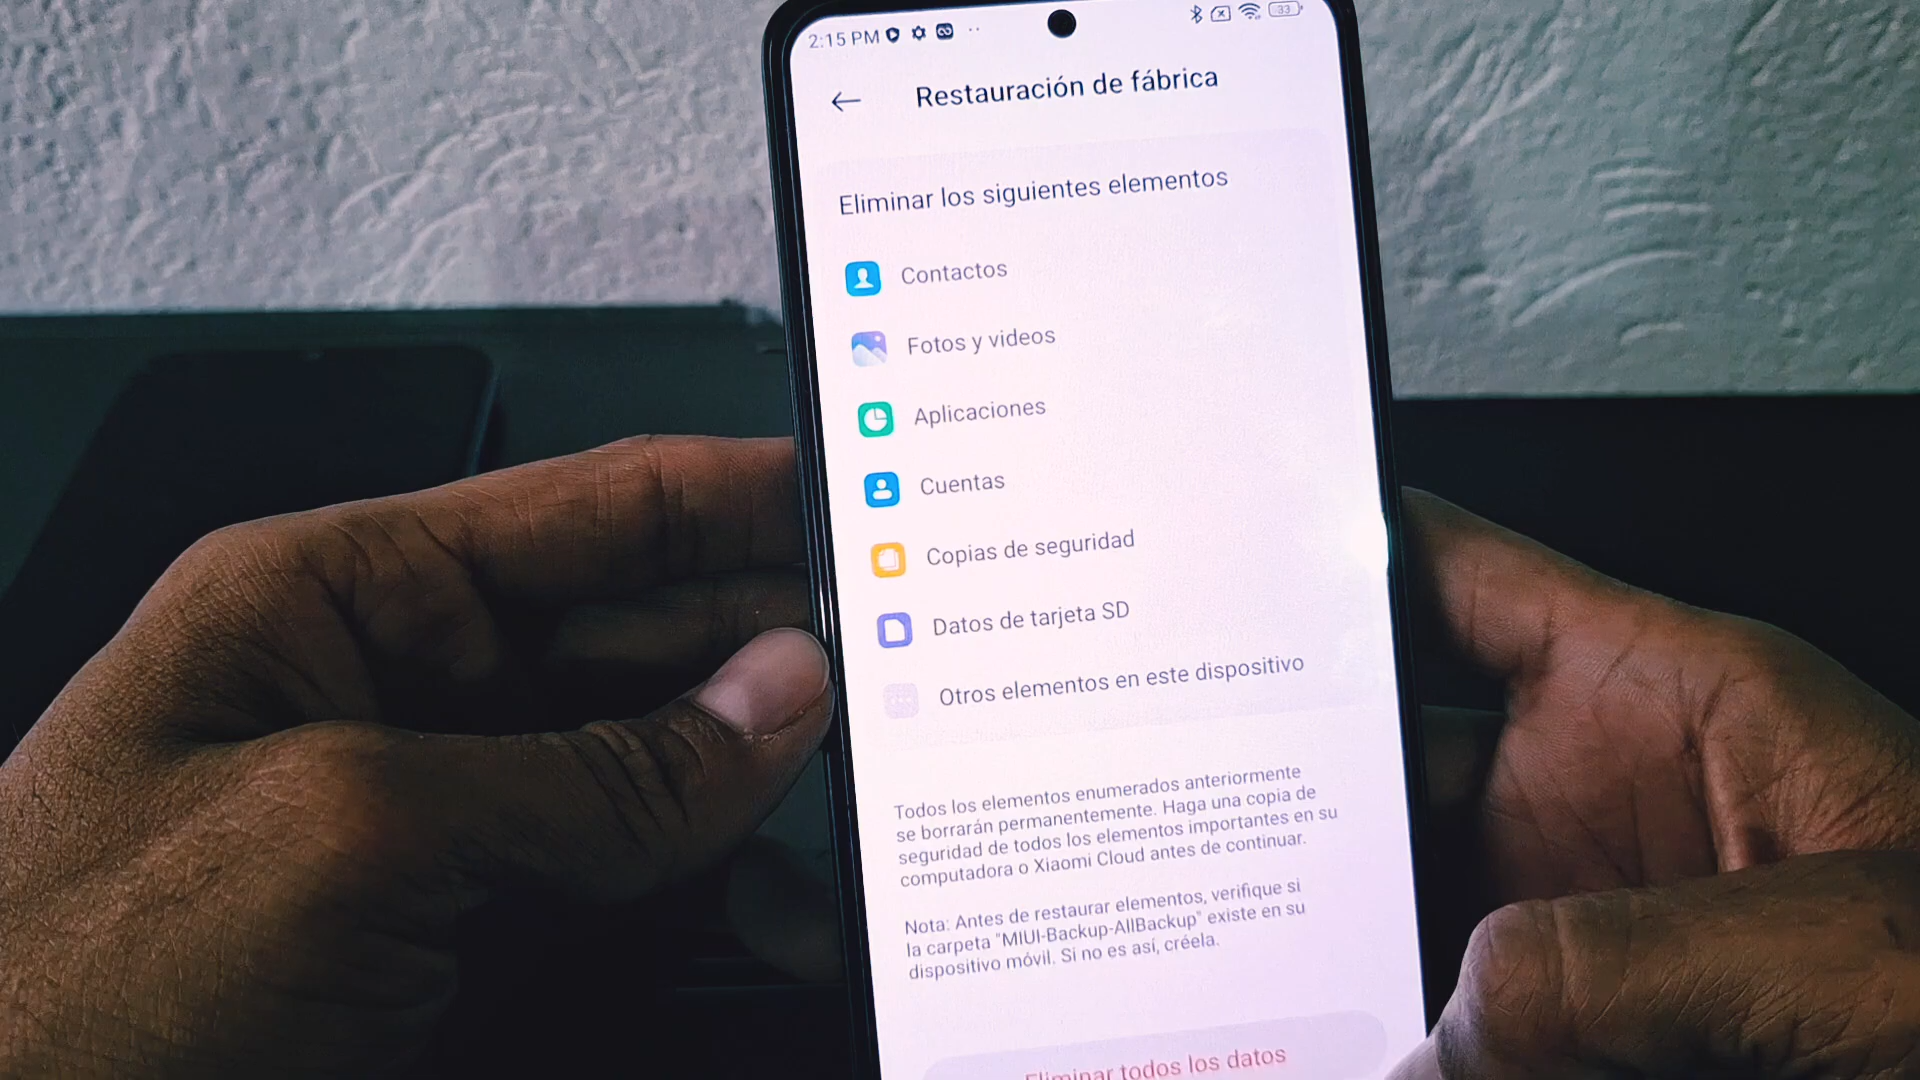 2:15 PM
33
Restauración de fábrica
Eliminar los siguientes elementos
Contactos
Fotos y videos
Aplicaciones
Cuentas
Copias de seguridad
Datos de tarjeta SD
Otros elementos en este dispositivo
Todos los elementos enumerados anteriormente
se borrarán permanentemente. Haga una copia de
seguridad de todos los elementos importantes en su
computadora o Xiaomi Cloud antes de continuar.
Nota: Antes de restaurar elementos, verifique si
la carpeta "MIUI-Backup-AllBackup" existe en su
dispositivo móvil. Si no es así, créela.
Eliminar todos los datos